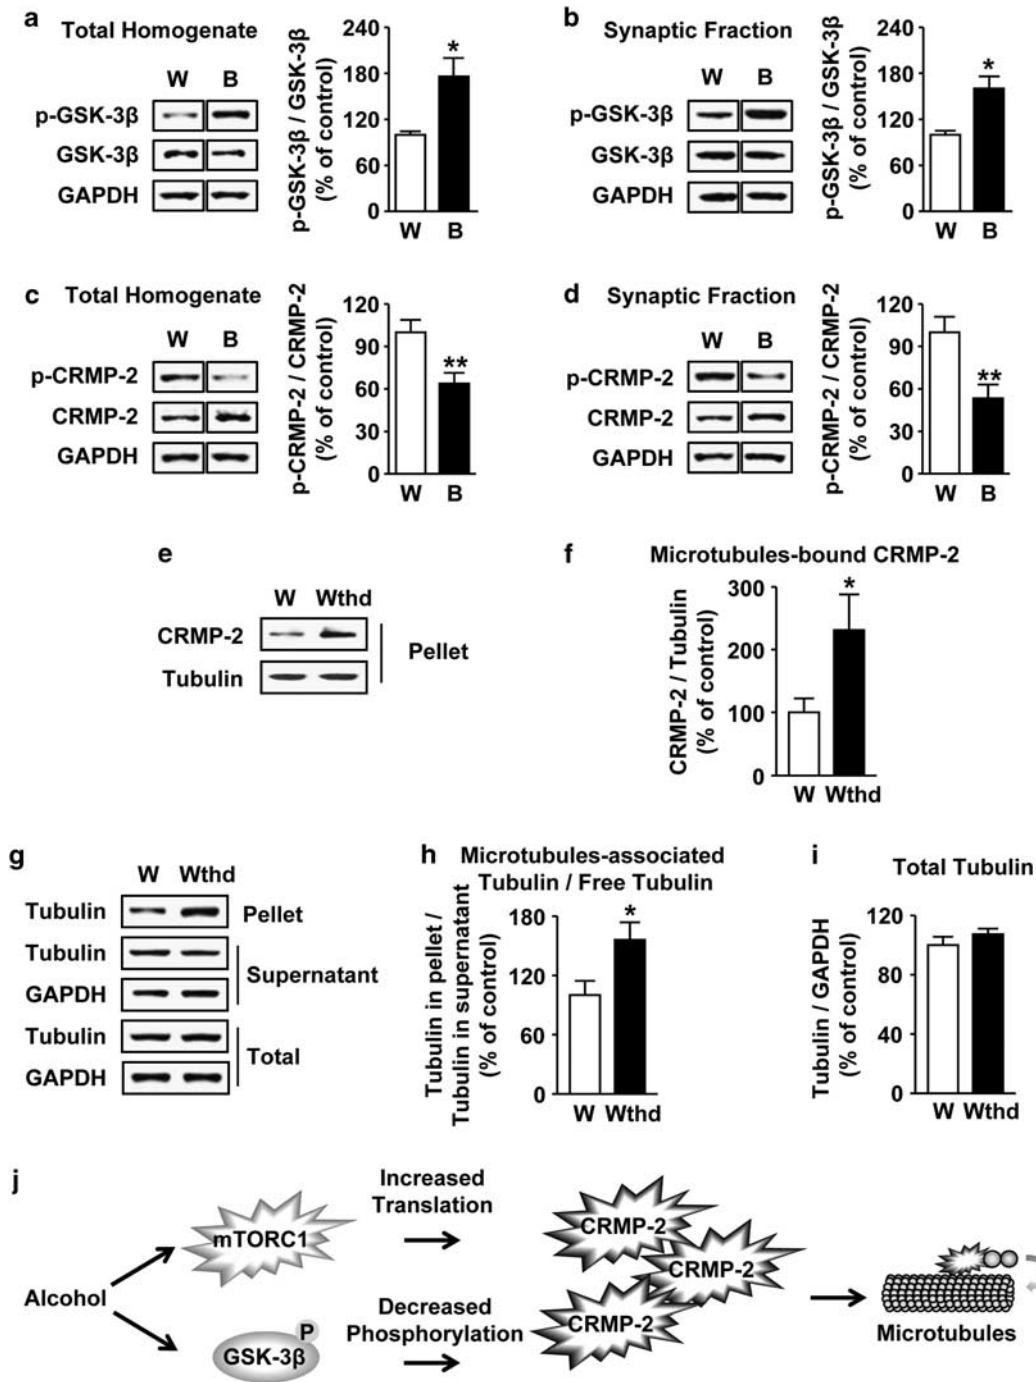 a Total Homogenate
W B
p-GSK-3β
GSK-3β
GAPDH
p-GSK-3β / GSK-3β
(% of control)
240
180
120
60
0
*
W B
b Synaptic Fraction
W B
p-GSK-3β
GSK-3β
GAPDH
p-GSK-3β / GSK-3β
(% of control)
240
180
120
60
0
*
W B
c Total Homogenate
W B
p-CRMP-2
CRMP-2
GAPDH
p-CRMP-2 / CRMP-2
(% of control)
120
90
60
30
0
**
W B
d Synaptic Fraction
W B
p-CRMP-2
CRMP-2
GAPDH
p-CRMP-2 / CRMP-2
(% of control)
120
90
60
30
0
**
W B
e
W Wthd
CRMP-2
Tubulin
Pellet
f Microtubules-bound CRMP-2
CRMP-2 / Tubulin
(% of control)
300
200
100
0
*
W Wthd
g
W Wthd
Tubulin
Pellet
Tubulin
GAPDH
Supernatant
Tubulin
GAPDH
Total
h Microtubules-associated
Tubulin / Free Tubulin
Tubulin in pellet /
Tubulin in supernatant
(% of control)
180
120
60
0
*
W Wthd
i Total Tubulin
Tubulin / GAPDH
(% of control)
120
80
40
0
W Wthd
j
Alcohol
mTORC1
Increased
Translation
GSK-3β
P
Decreased
Phosphorylation
CRMP-2
CRMP-2
CRMP-2
Microtubules